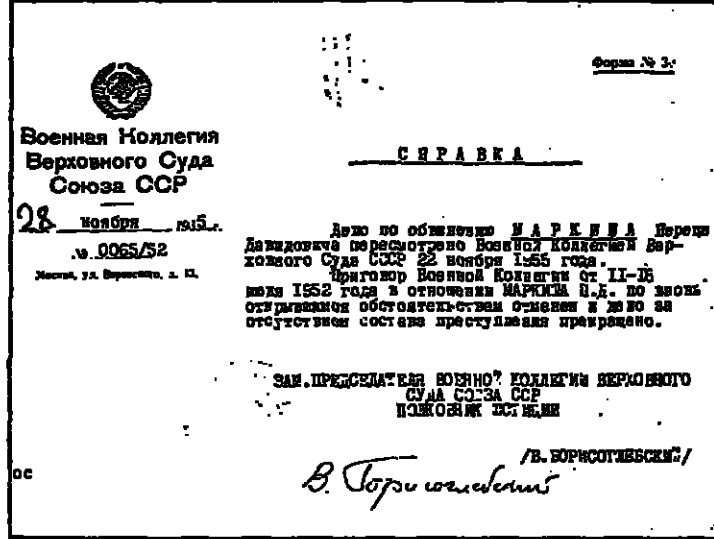 Форма № 3.
Военная Коллегия
Верховного Суда
Союза ССР
28 ноября 195 г.
№ 0065/52
Москва, ул. Воровского, д. 13.
СПРАВКА
Дело по обвинению МАРКИША Переца
Давидовича пересмотрено Военной Коллегией Вер-
ховного Суда СССР 22 ноября 1955 года.
Приговор Военной Коллегии от II-18
июля 1952 года в отношении МАРКИША П.Д. по вновь
открывшимся обстоятельствам отменен и дело за
отсутствием состава преступления прекращено.
ЗАМ.ПРЕДСЕДАТЕЛЯ ВОЕННОЙ КОЛЛЕГИИ ВЕРХОВНОГО
СУДА СОЮЗА ССР
ПОЛКОВНИК ЮСТИЦИИ
/В.БОРИСОГЛЕБСКИЙ/
В. Борисоглебский
ос